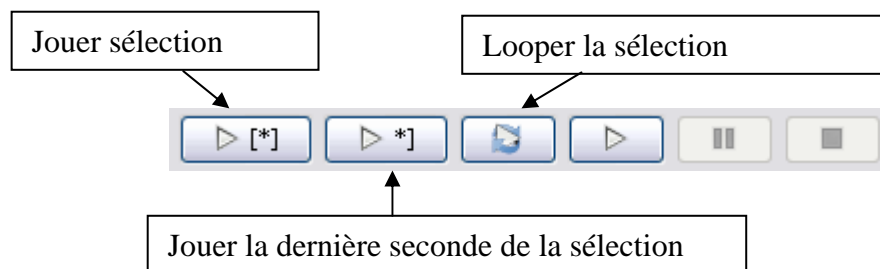 Jouer sélection
Looper la sélection
[*] *]
Jouer la dernière seconde de la sélection